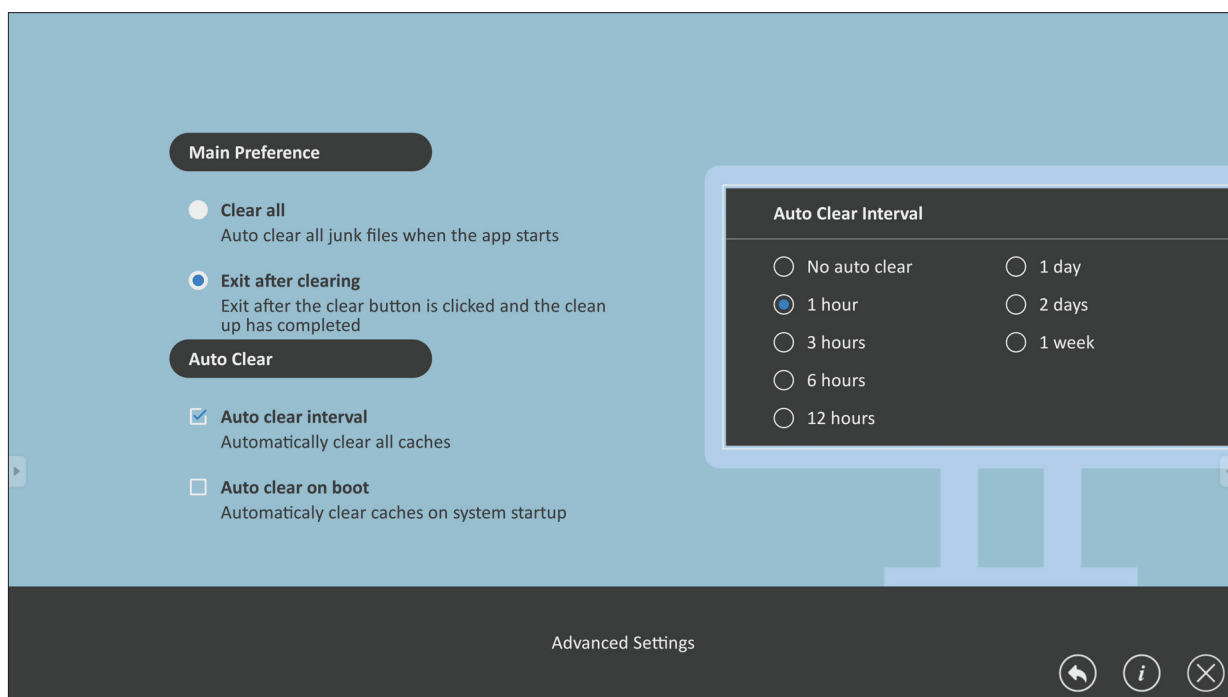 Main Preference
Clear all
Auto clear all junk files when the app starts
Exit after clearing
Exit after the clear button is clicked and the clean
up has completed
Auto Clear
Auto clear interval
Automatically clear all caches
Auto clear on boot
Automaticaly clear caches on system startup
Auto Clear Interval
No auto clear
1 hour
3 hours
6 hours
12 hours
1 day
2 days
1 week
Advanced Settings
i